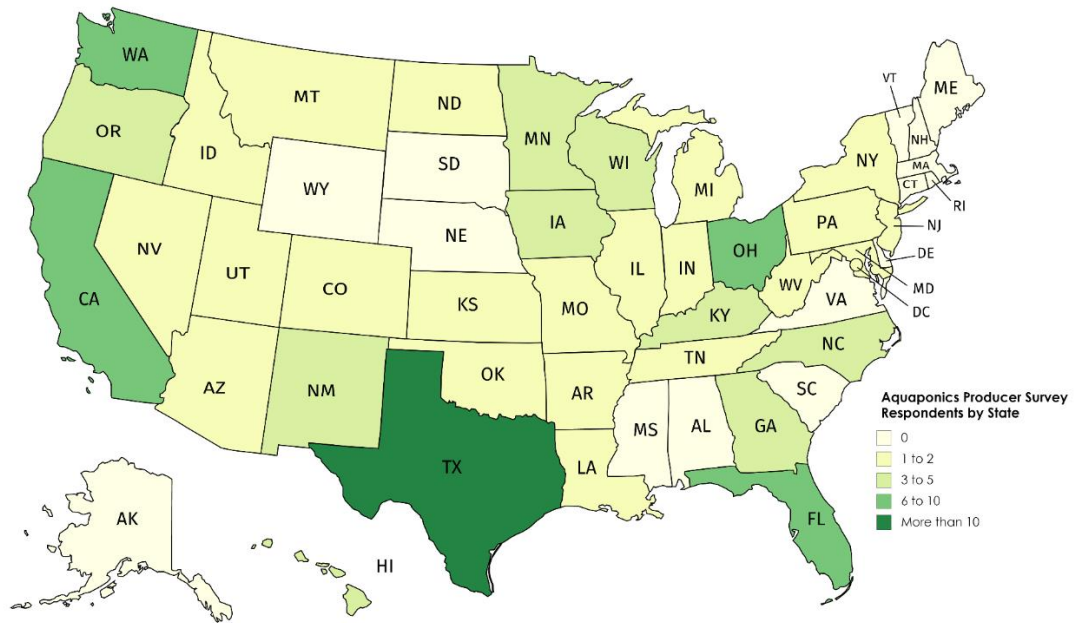 WA
MT
ND
MN
VT
ME
OR
ID
SD
WI
NY
NH
MA
WY
MI
CT
RI
IA
PA
NJ
NE
NV
OH
DE
UT
IL
IN
CA
CO
WV
MD
VA
KS
MO
KY
DC
NC
TN
AZ
OK
AR
NM
SC
Aquaponics Producer Survey
Respondents by State
MS
AL
GA
0
TX
LA
1 to 2
3 to 5
6 to 10
AK
FL
More than 10
HI